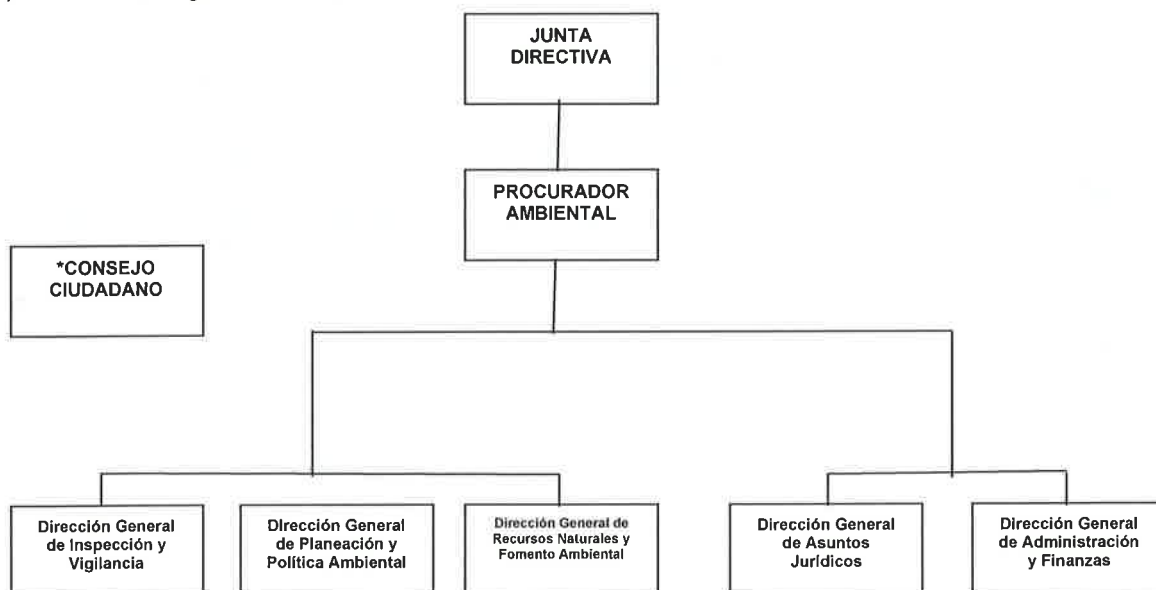 JUNTA
DIRECTIVA
PROCURADOR
AMBIENTAL
*CONSEJO
CIUDADANO
Dirección General
de Inspección y
Vigilancia
DIrección General
de Planeación y
Política Ambiental
Dirección General de
Recursos Naturales y
Fomento Ambiental
Dirección General
de Asuntos
Jurídicos
Dirección General
de Administración
y Finanzas